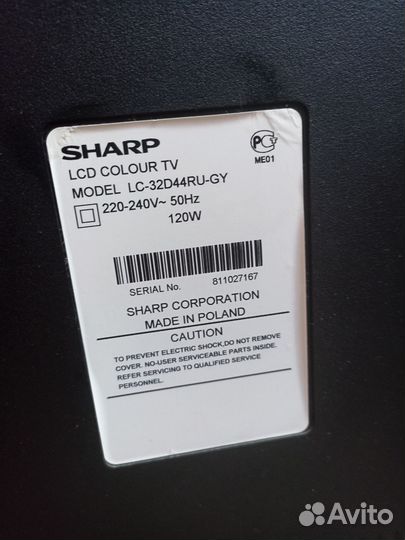 SHARP
LCD COLOUR TV
MODEL LC-32D44RU-GY
220-240V~ 50Hz
120W
ME01
SERIAL No. 811027167
SHARP CORPORATION
MADE IN POLAND
CAUTION
TO PREVENT ELECTRIC SHOCK,DO NOT REMOVE
COVER. NO-USER SERVICEABLE PARTS INSIDE.
REFER SERVICING TO QUALIFIED SERVICE
PERSONNEL.
Avito